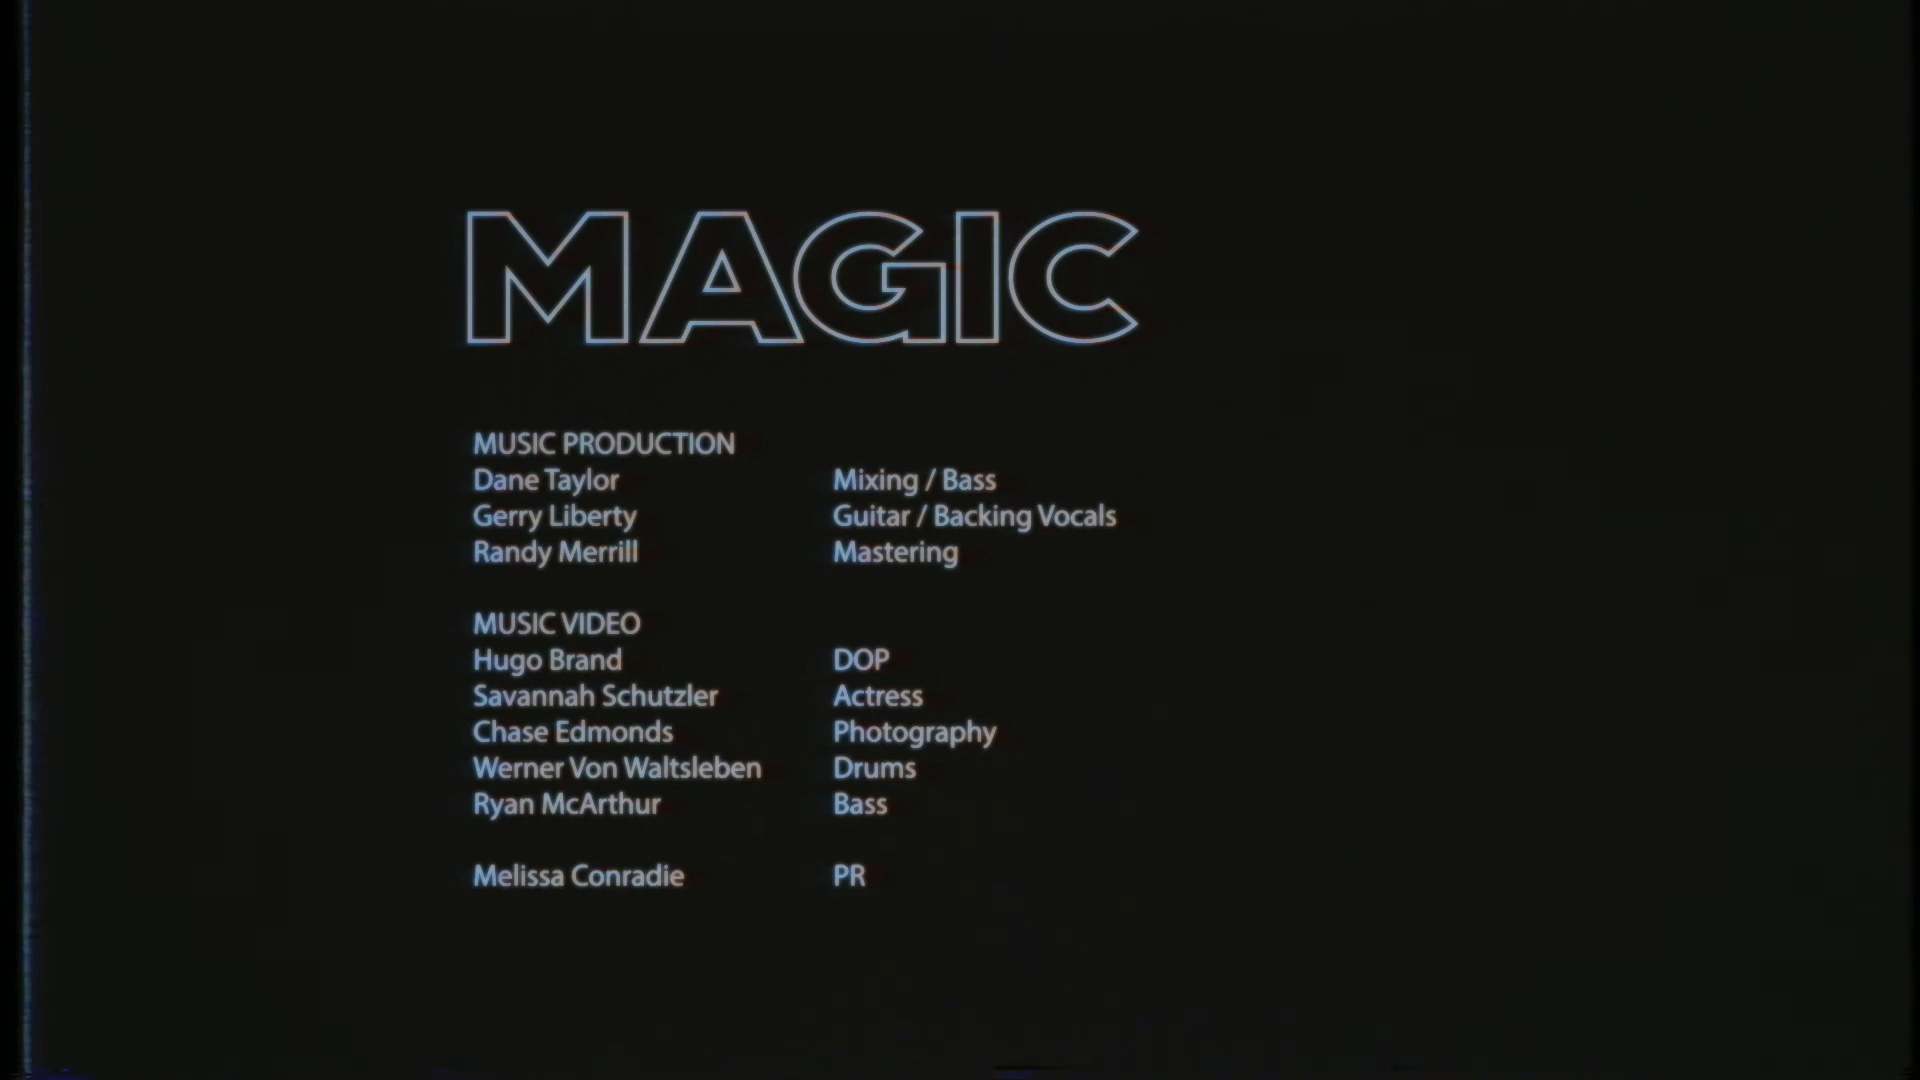 MAGIC
MUSIC PRODUCTION
Dane Taylor Mixing / Bass
Gerry Liberty Guitar / Backing Vocals
Randy Merrill Mastering
MUSIC VIDEO
Hugo Brand DOP
Savannah Schutzler Actress
Chase Edmonds Photography
Werner Von Waltsleben Drums
Ryan McArthur Bass
Melissa Conradie PR